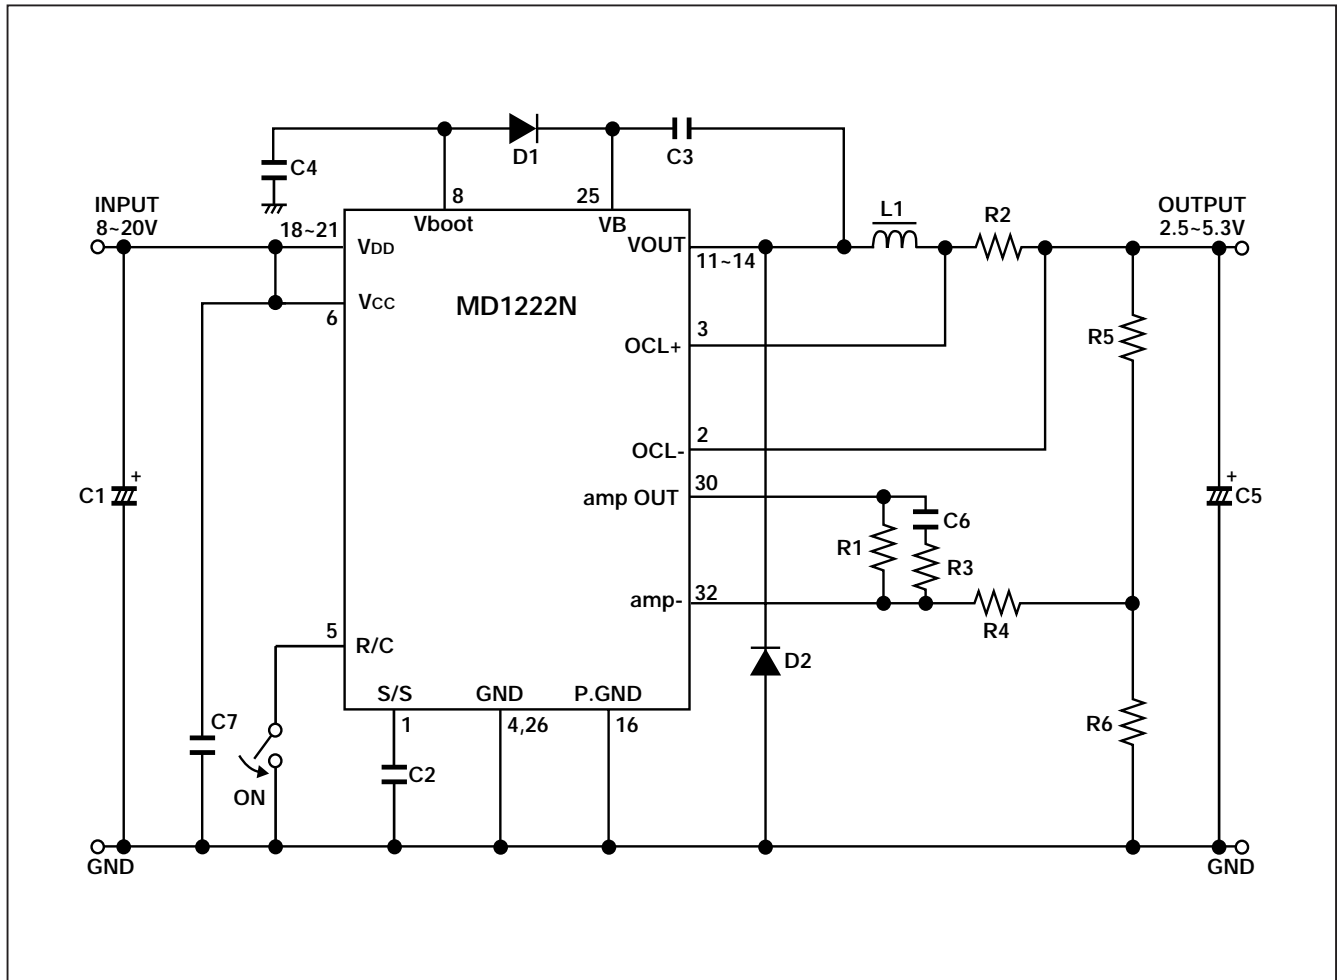 D1
C3
C4
8
25
L1
R2
INPUT
8~20V
OUTPUT
2.5~5.3V
18~21
Vboot
VB
VDD
VOUT
11~14
VCC
6
MD1222N
3
OCL+
R5
2
OCL-
30
amp OUT
+
C1
+
C5
C6
R1
R3
32
amp-
R4
5
R/C
D2
S/S
GND
P.GND
1
4,26
16
C7
R6
C2
ON
GND
GND